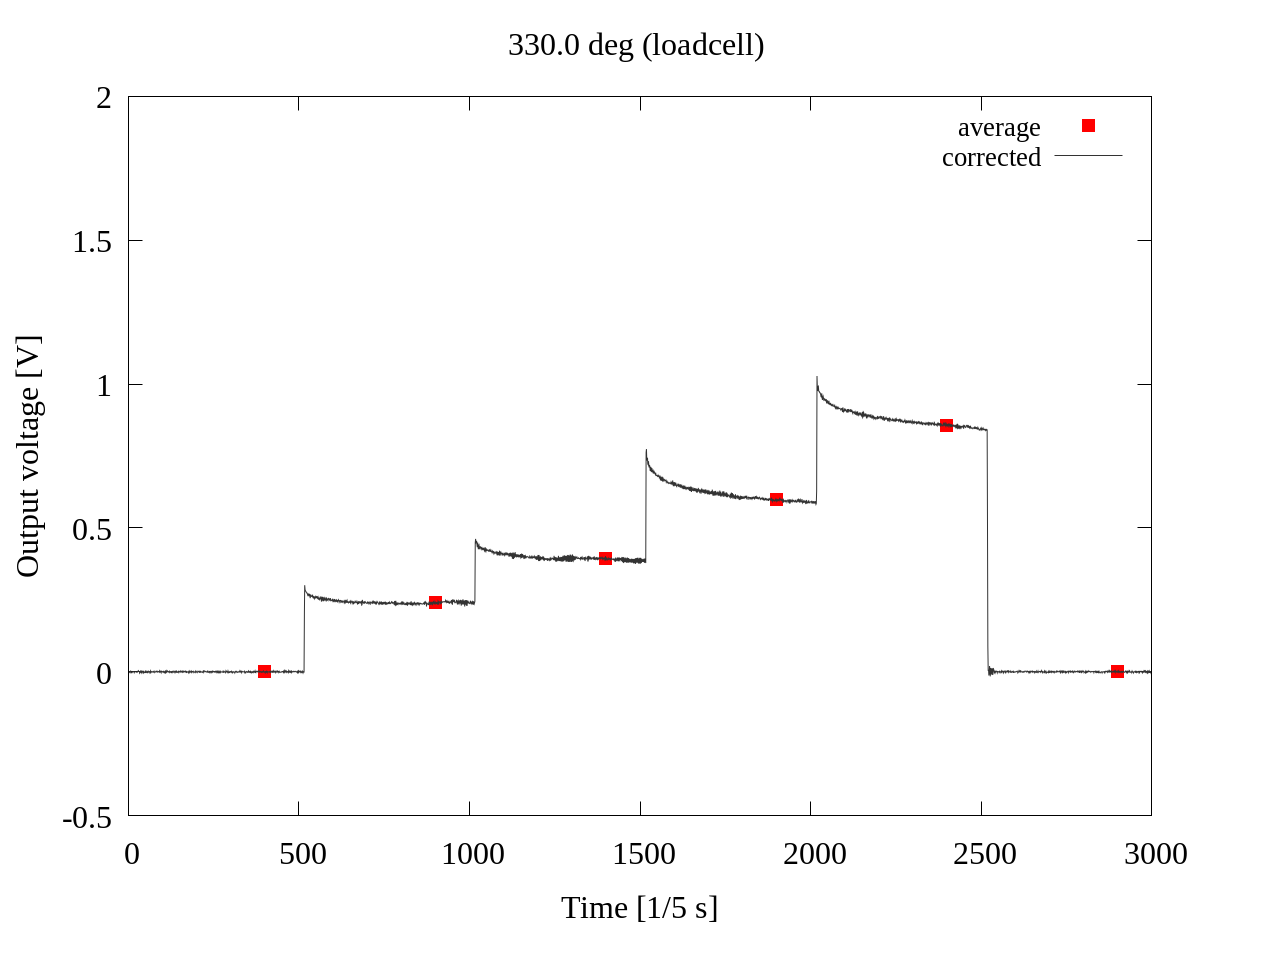 330.0 deg (loadcell)
average
corrected
2
1.5
1
0.5
0
-0.5
Output voltage [V]
0 500 1000 1500 2000 2500 3000
Time [1/5 s]